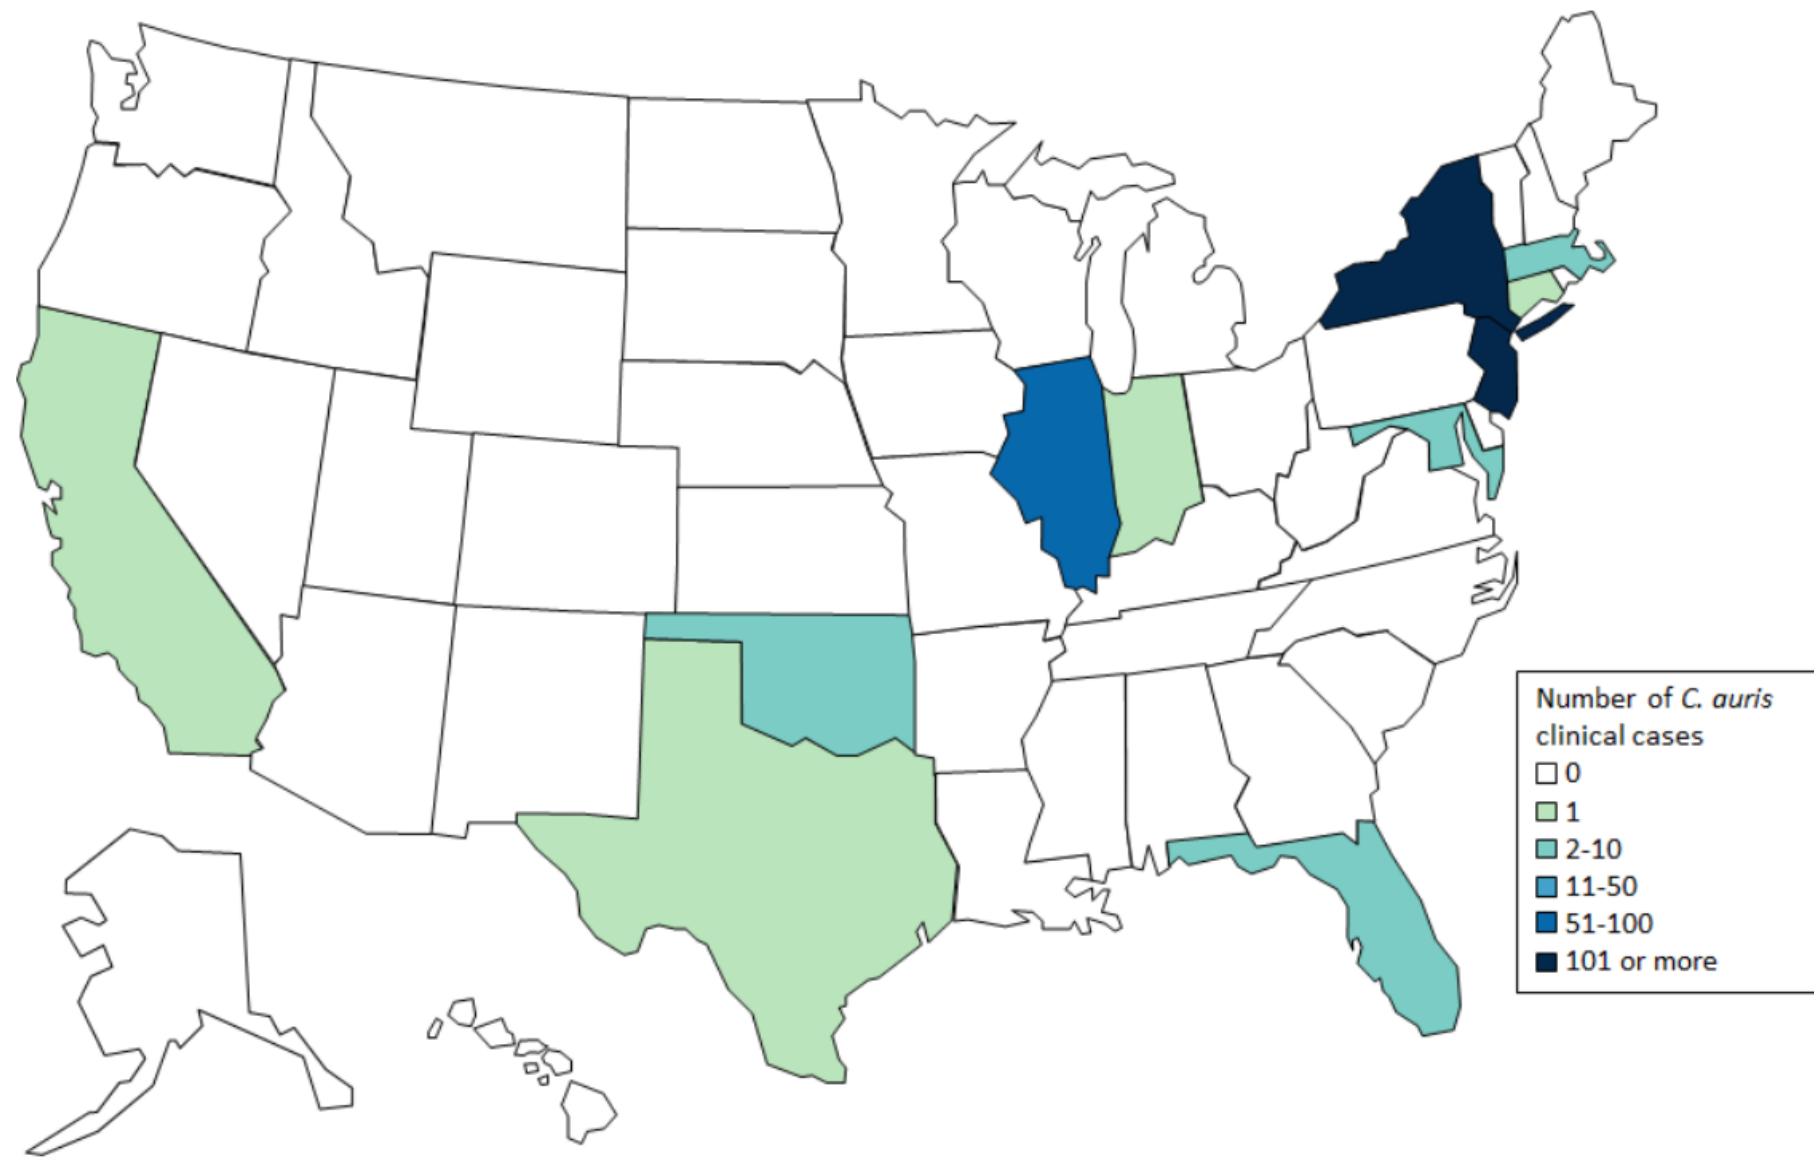 Number of C. auris
clinical cases
0
1
2-10
11-50
51-100
101 or more